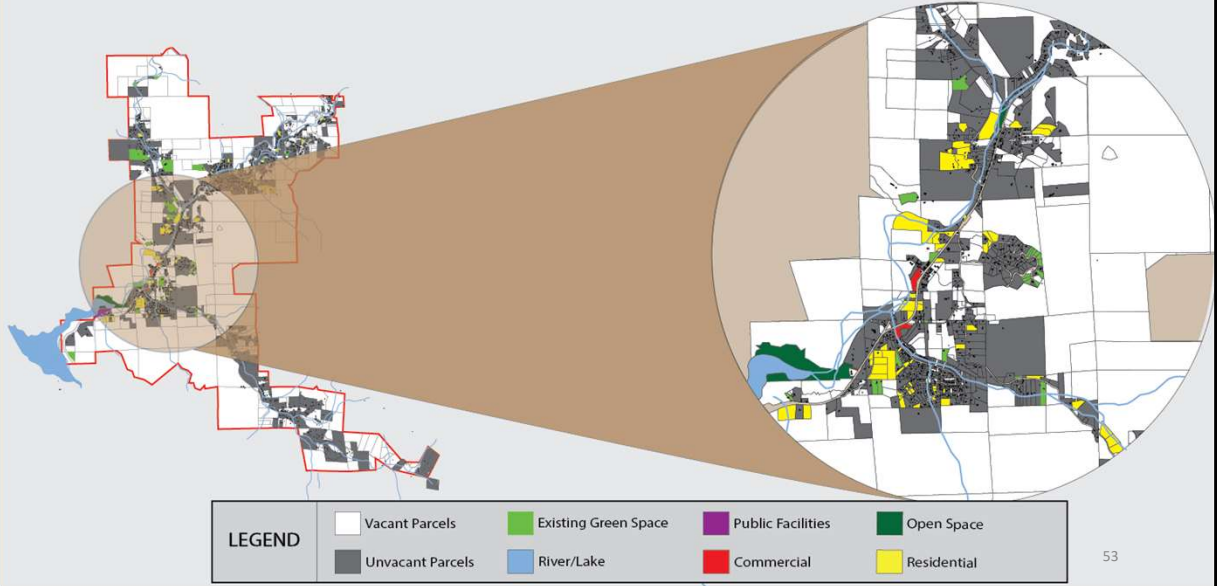 LEGEND
Vacant Parcels
Existing Green Space
Public Facilities
Open Space
Unvacant Parcels
River/Lake
Commercial
Residential
53